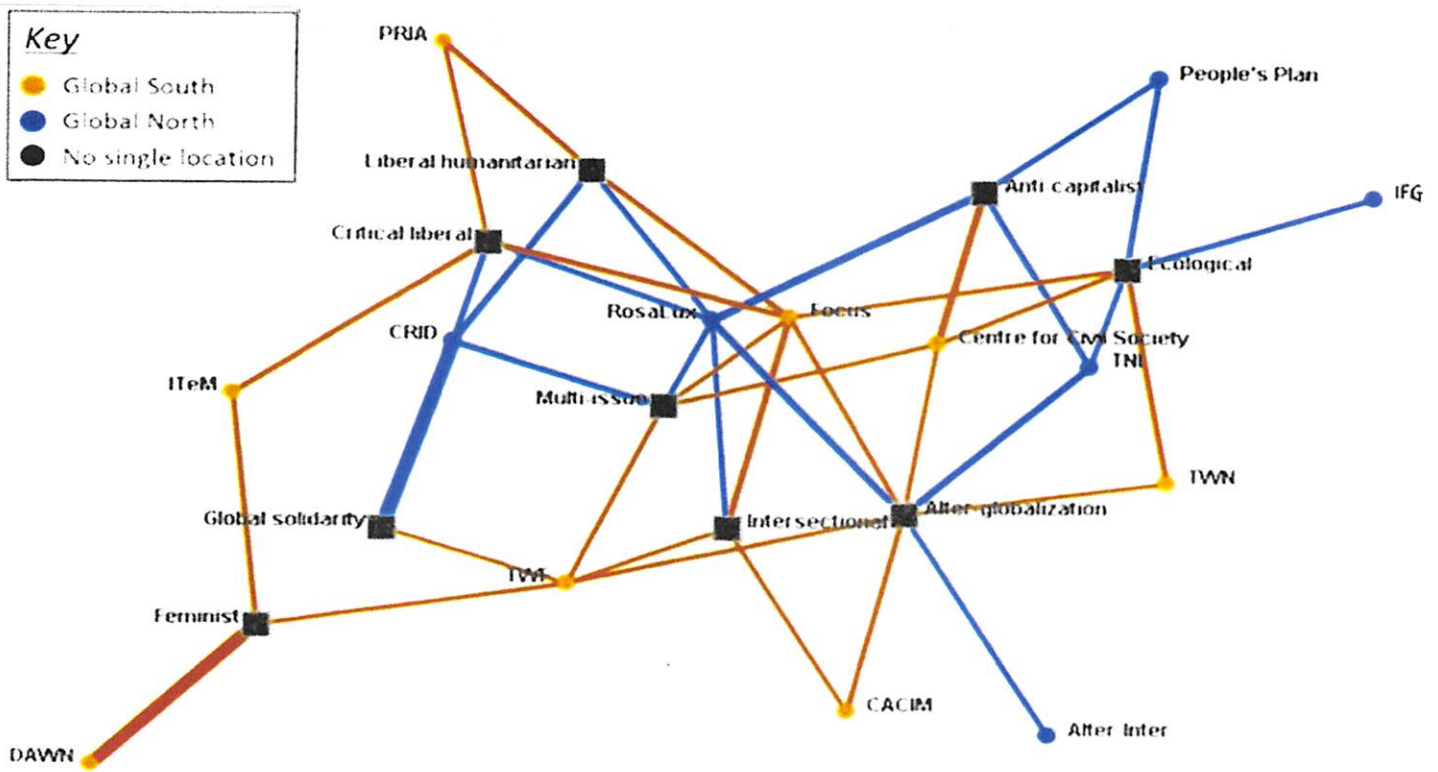 Key
Global South
Global North
No single location
PRIA
People's Plan
Liberal humanitarian
Anti capitalist
IFG
Critical liberal
Ecological
RosaLux
Focus
CRID
Centre for Civil Society
TNI
ITeM
Multi-issue
TWN
Global solidarity
Intersectional
Alter-globalization
TWF
Feminist
CACIM
Alter Inter
DAWN